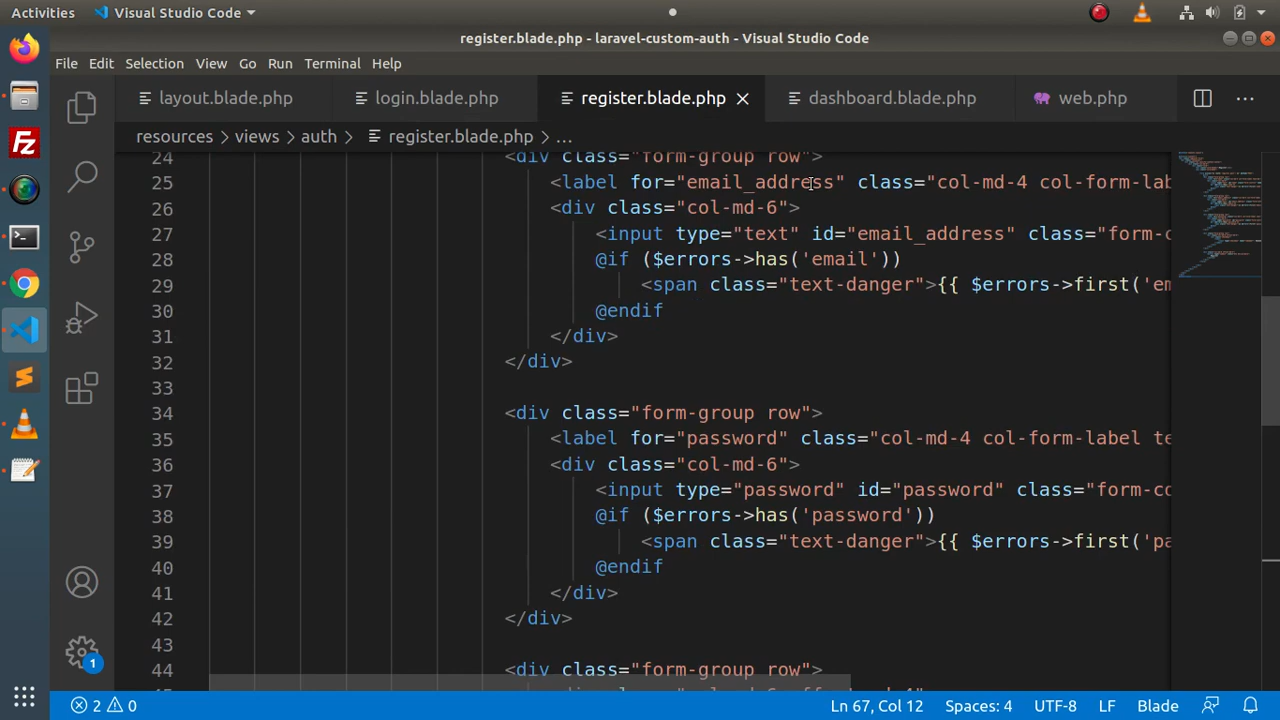 Activities Visual Studio Code
register.blade.php - laravel-custom-auth - Visual Studio Code
File Edit Selection View Go Run Terminal Help
layout.blade.php login.blade.php register.blade.php dashboard.blade.php web.php
resources > views > auth > register.blade.php > ...
24 <div class="form-group row">
25 <label for="email_address" class="col-md-4 col-form-lab
26 <div class="col-md-6">
27 <input type="text" id="email_address" class="form-c
28 @if ($errors->has('email'))
29 <span class="text-danger">{{ $errors->first('em
30 @endif
31 </div>
32 </div>
33
34 <div class="form-group row">
35 <label for="password" class="col-md-4 col-form-label te
36 <div class="col-md-6">
37 <input type="password" id="password" class="form-co
38 @if ($errors->has('password'))
39 <span class="text-danger">{{ $errors->first('pa
40 @endif
41 </div>
42 </div>
43
44 <div class="form-group row">
1
2 0 Ln 67, Col 12 Spaces: 4 UTF-8 LF Blade